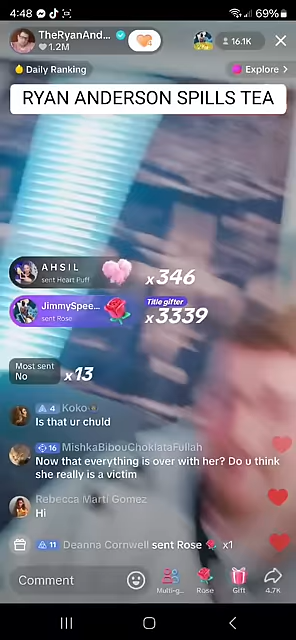 4:48 69%
TheRyanAnd...
1.2M 16.1K
Daily Ranking Explore >
RYAN ANDERSON SPILLS TEA
A H S I L
sent Heart Puff x346
Title gifter
JimmySpee...
sent Rose x3339
Most sent
No x13
4 Koko
Is that ur chuld
16 MishkaBibouChoklataFullah
Now that everything is over with her? Do u think
she really is a victim
Rebecca Marti Gomez
Hi
11 Deanna Cornwell sent Rose x1
Comment
Multi-g... Rose Gift 4.7K